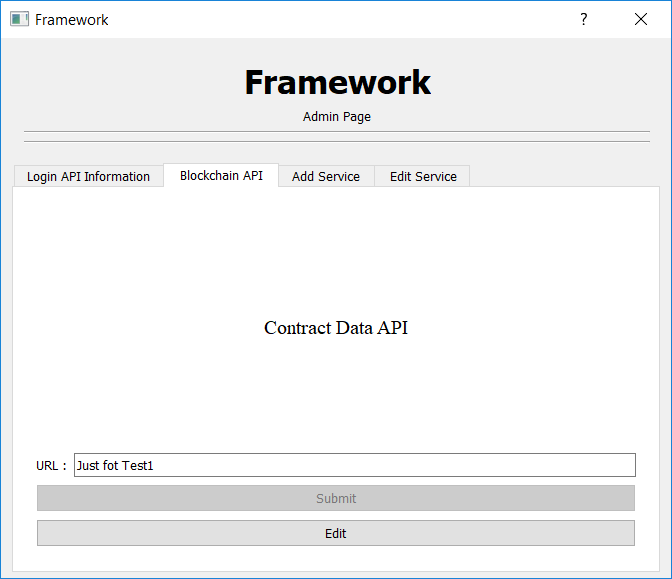 Framework
?
Framework
Admin Page
Login API Information Blockchain API Add Service Edit Service
Contract Data API
URL : Just fot Test1
Submit
Edit